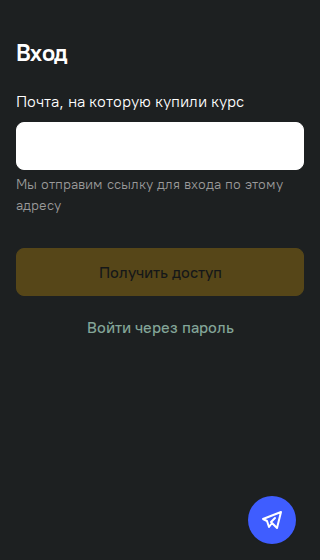 Вход
Почта, на которую купили курс
Мы отправим ссылку для входа по этому
адресу
Получить доступ
Войти через пароль